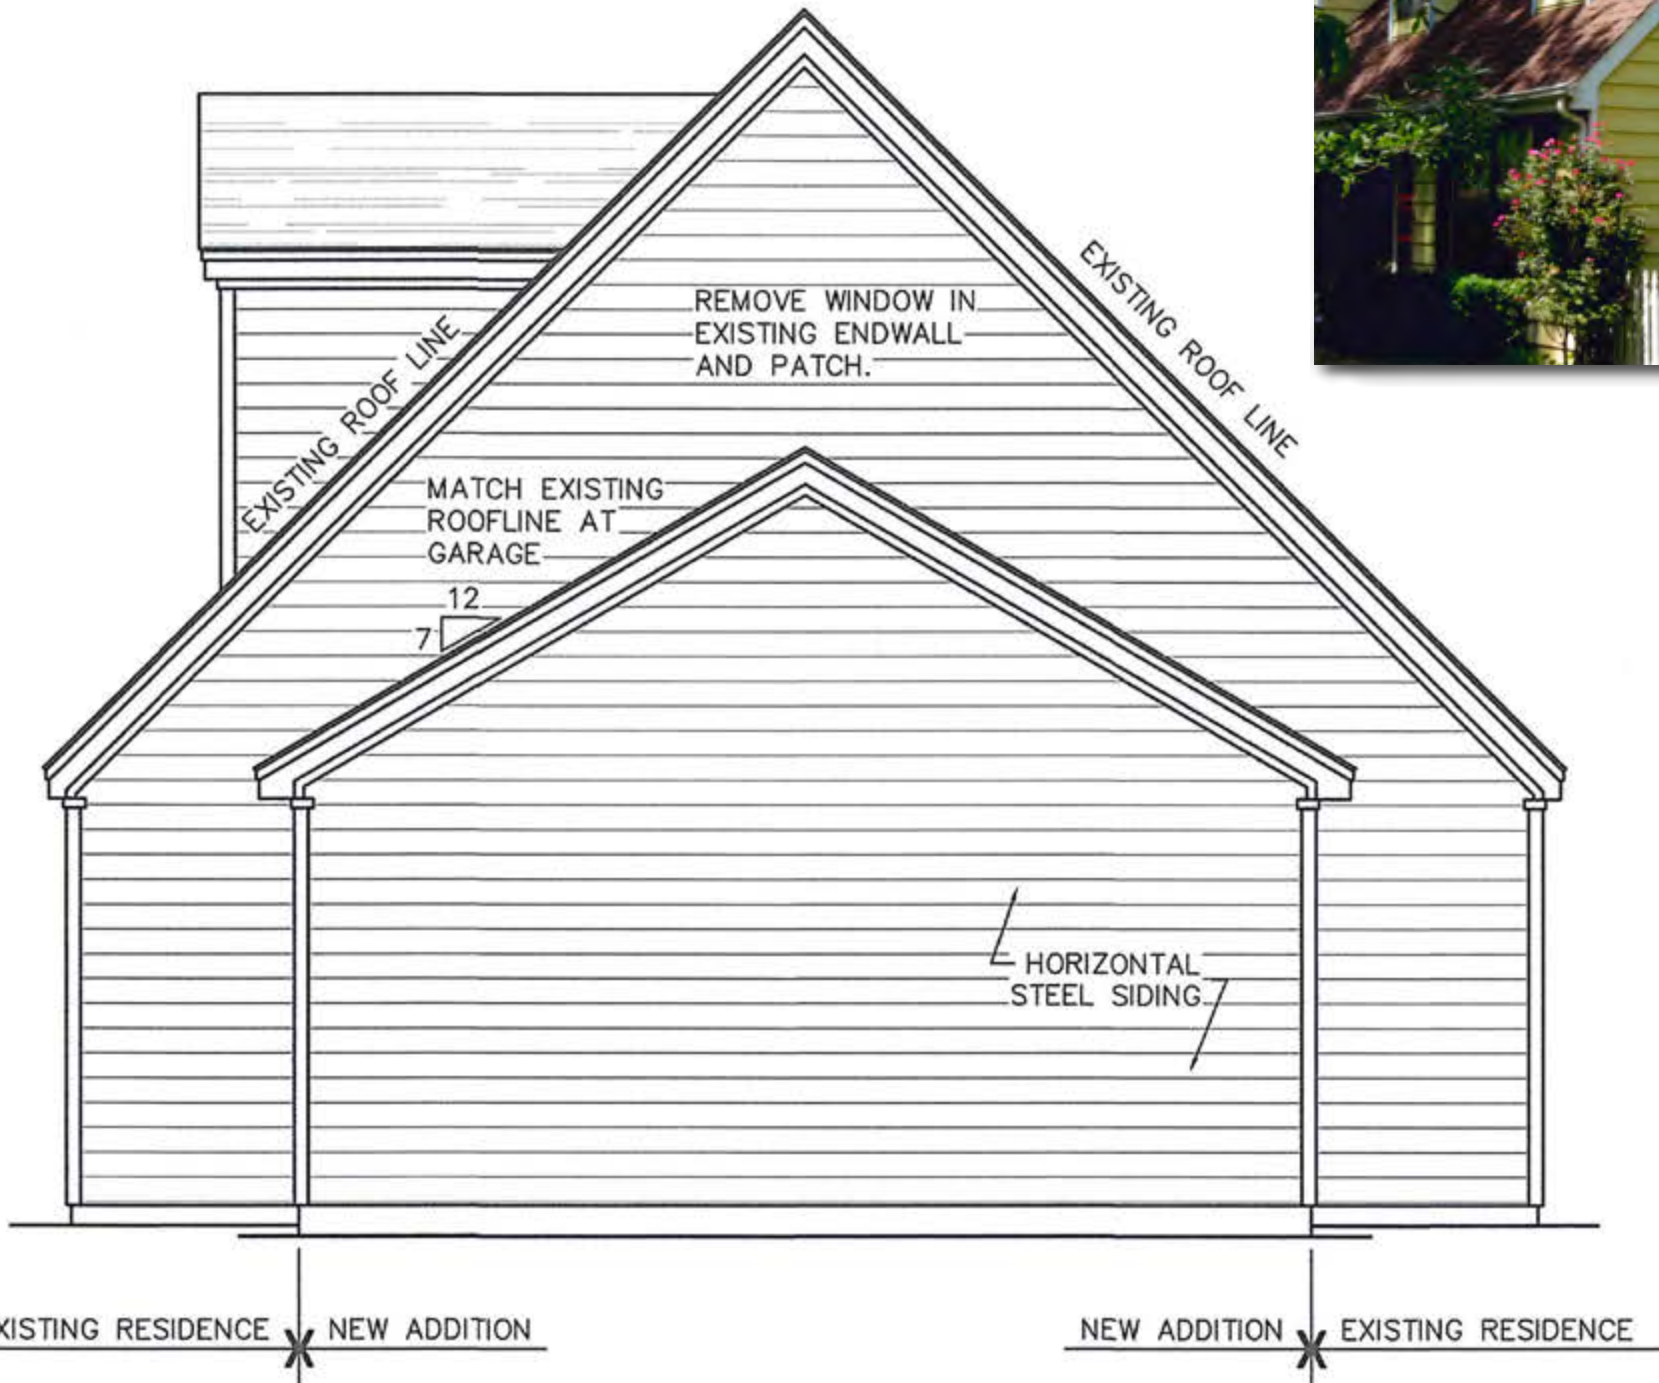 EXISTING ROOF LINE
REMOVE WINDOW IN
EXISTING ENDWALL
AND PATCH.
EXISTING ROOF LINE
MATCH EXISTING
ROOFLINE AT
GARAGE
12
7
HORIZONTAL
STEEL SIDING
XISTING RESIDENCE
NEW ADDITION
NEW ADDITION
EXISTING RESIDENCE